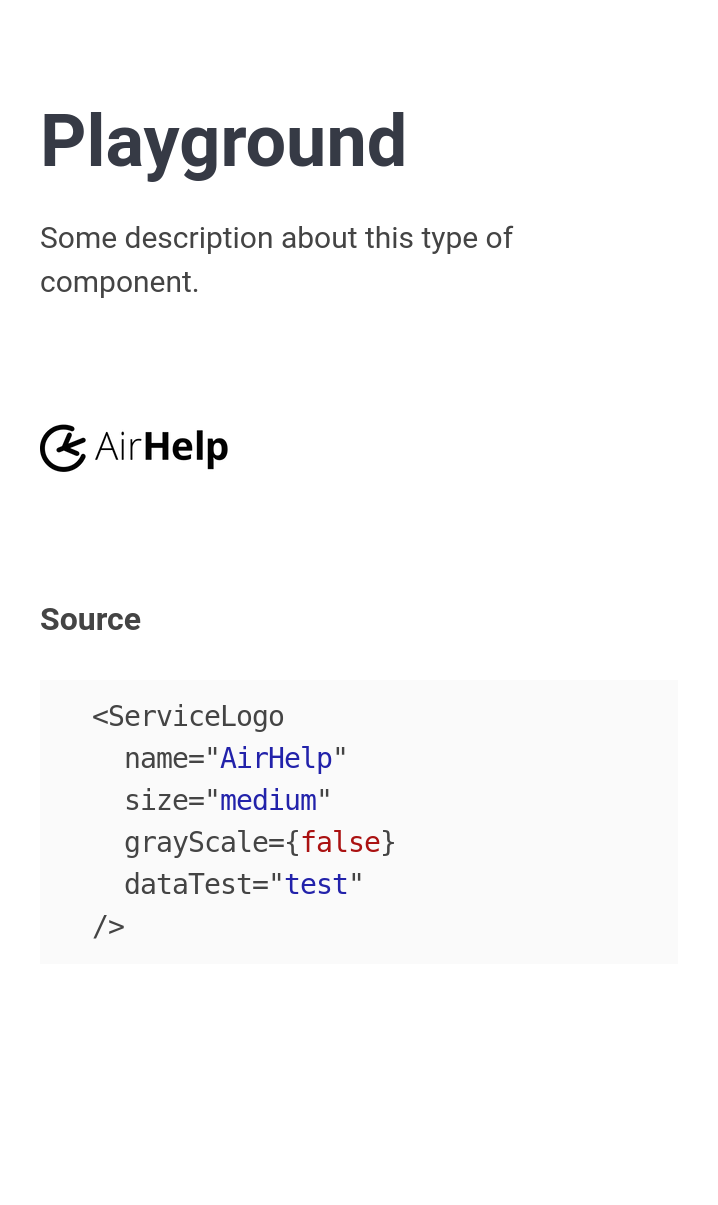 Playground
Some description about this type of
component.
AirHelp
Source
<ServiceLogo
  name="AirHelp"
  size="medium"
  grayScale={false}
  dataTest="test"
/>